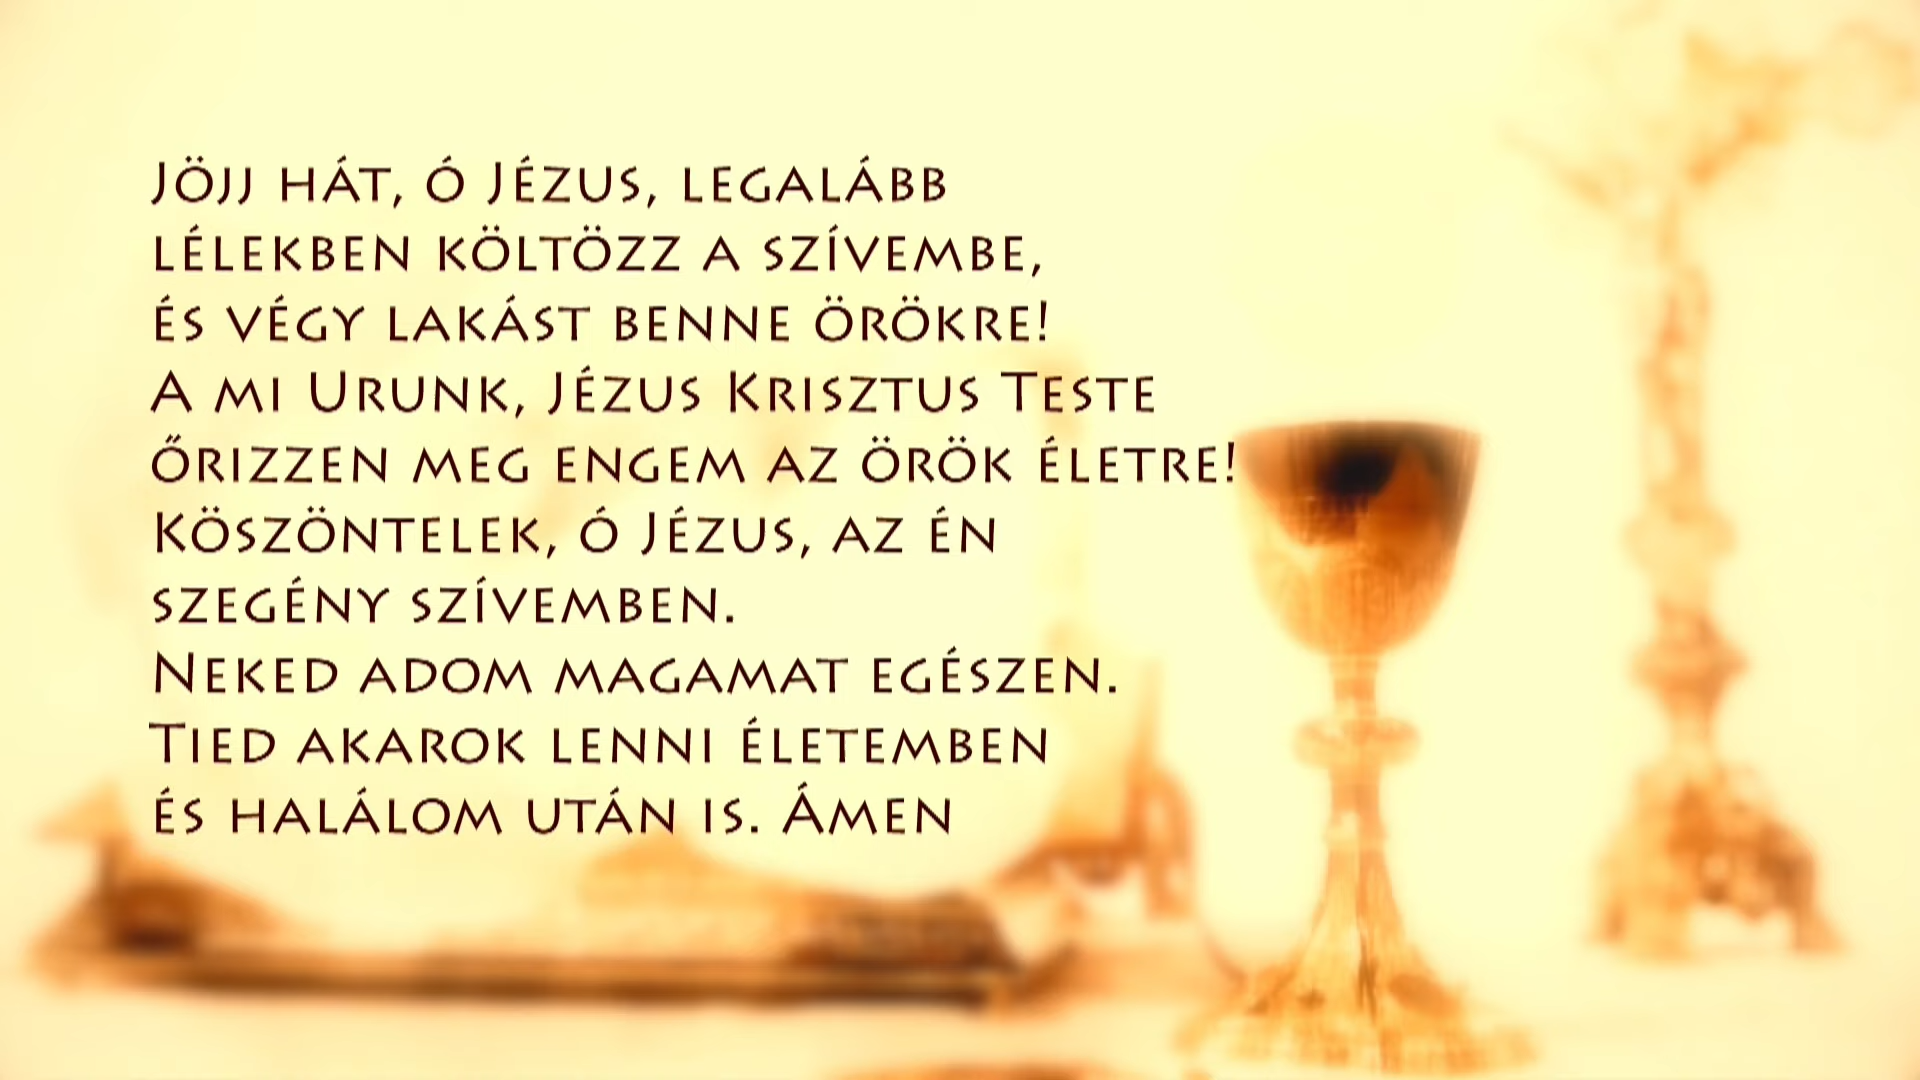 Jöjj hát, ó Jézus, legalább
lélekben költözz a szívembe,
és végy lakást benne örökre!
A mi Urunk, Jézus Krisztus Teste
őrizzen meg engem az örök életre!
Köszöntelek, ó Jézus, az én
szegény szívemben.
Neked adom magamat egészen.
Tied akarok lenni életemben
és halálom után is. Ámen